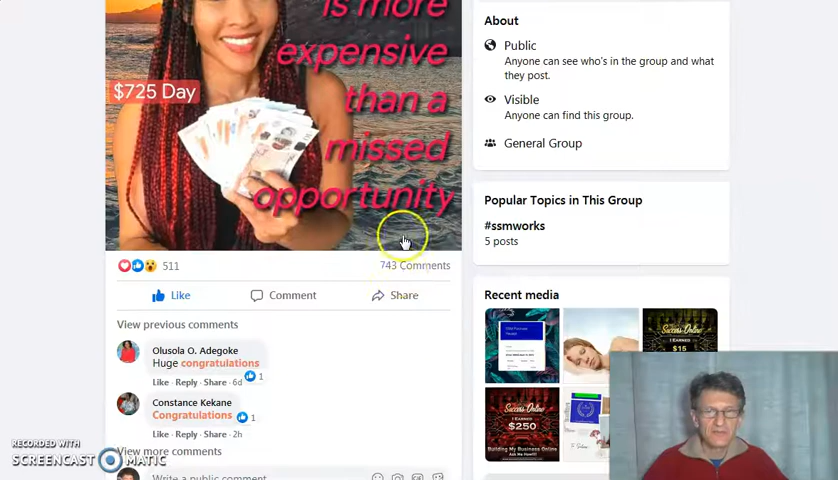 is more
expensive
than a
missed
opportunity
$725 Day
511
743 Comments
Like
Comment
Share
View previous comments
Olusola O. Adegoke
Huge congratulations
1
Like · Reply · Share · 6d
Constance Kekane
Congratulations
1
Like · Reply · Share · 2h
View more comments
Write a public comment
About
Public
Anyone can see who's in the group and what
they post.
Visible
Anyone can find this group.
General Group
Popular Topics in This Group
#ssmworks
5 posts
Recent media
Success Online
I EARNED
$15
Success Online
I EARNED
$250
Building My Business Online
Ask Me How!!!
RECORDED WITH
SCREENCAST MATIC